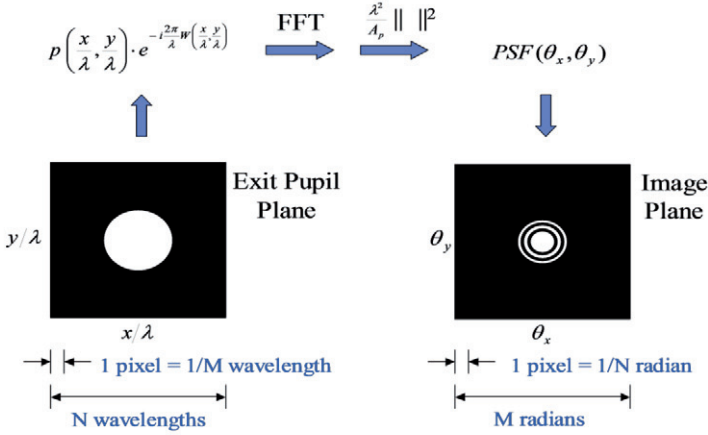 p(x/λ, y/λ) · e^{-i 2π/λ W(x/λ, y/λ)}
FFT
λ²/A_p ‖ ‖²
PSF(θ_x, θ_y)
Exit Pupil
Plane
y/λ
x/λ
1 pixel = 1/M wavelength
N wavelengths
Image
Plane
θ_y
θ_x
1 pixel = 1/N radian
M radians